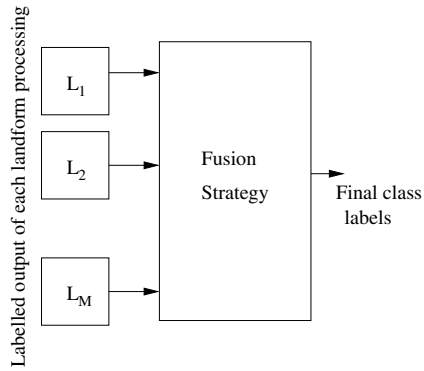 Labelled output of each landform processing
L1
L2
LM
Fusion
Strategy
Final class
labels